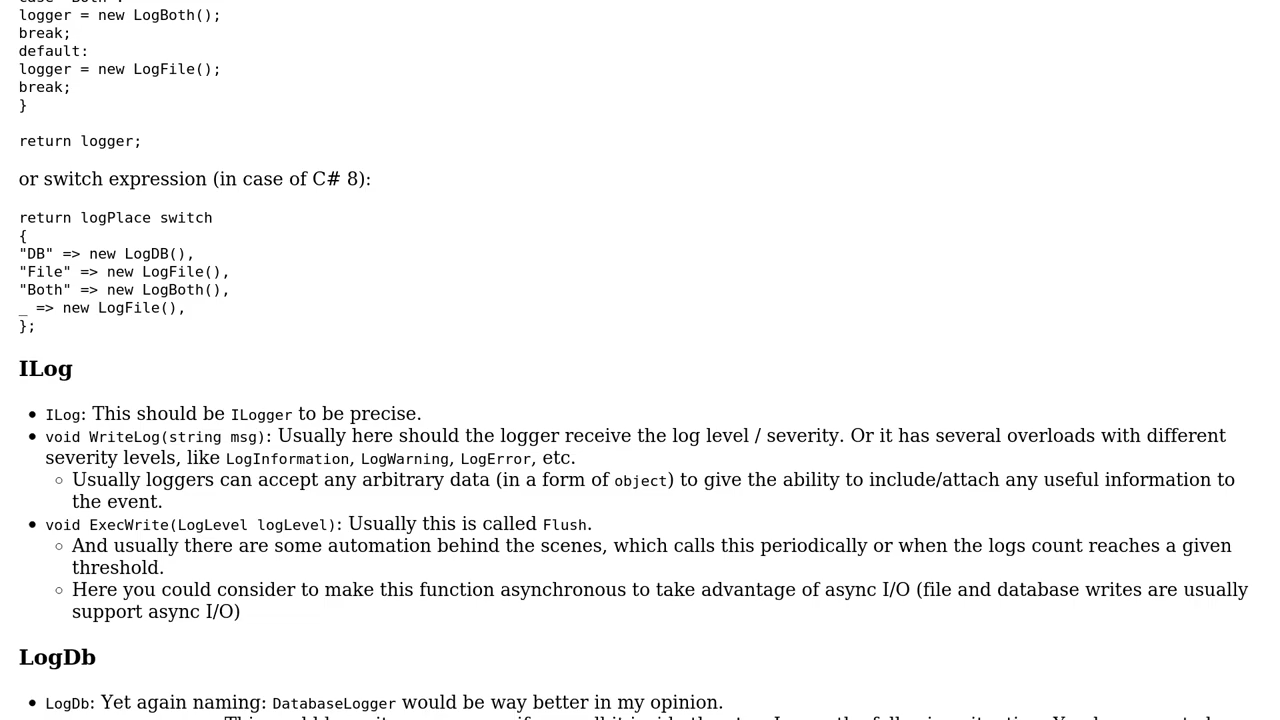 logger = new LogBoth();
break;
default:
logger = new LogFile();
break;
}
return logger;
or switch expression (in case of C# 8):
return logPlace switch
{
"DB" => new LogDB(),
"File" => new LogFile(),
"Both" => new LogBoth(),
_ => new LogFile(),
};
ILog
• ILog: This should be ILogger to be precise.
• void WriteLog(string msg): Usually here should the logger receive the log level / severity. Or it has several overloads with different
severity levels, like LogInformation, LogWarning, LogError, etc.
◦ Usually loggers can accept any arbitrary data (in a form of object) to give the ability to include/attach any useful information to
the event.
• void ExecWrite(LogLevel logLevel): Usually this is called Flush.
◦ And usually there are some automation behind the scenes, which calls this periodically or when the logs count reaches a given
threshold.
◦ Here you could consider to make this function asynchronous to take advantage of async I/O (file and database writes are usually
support async I/O)
LogDb
• LogDb: Yet again naming: DatabaseLogger would be way better in my opinion.